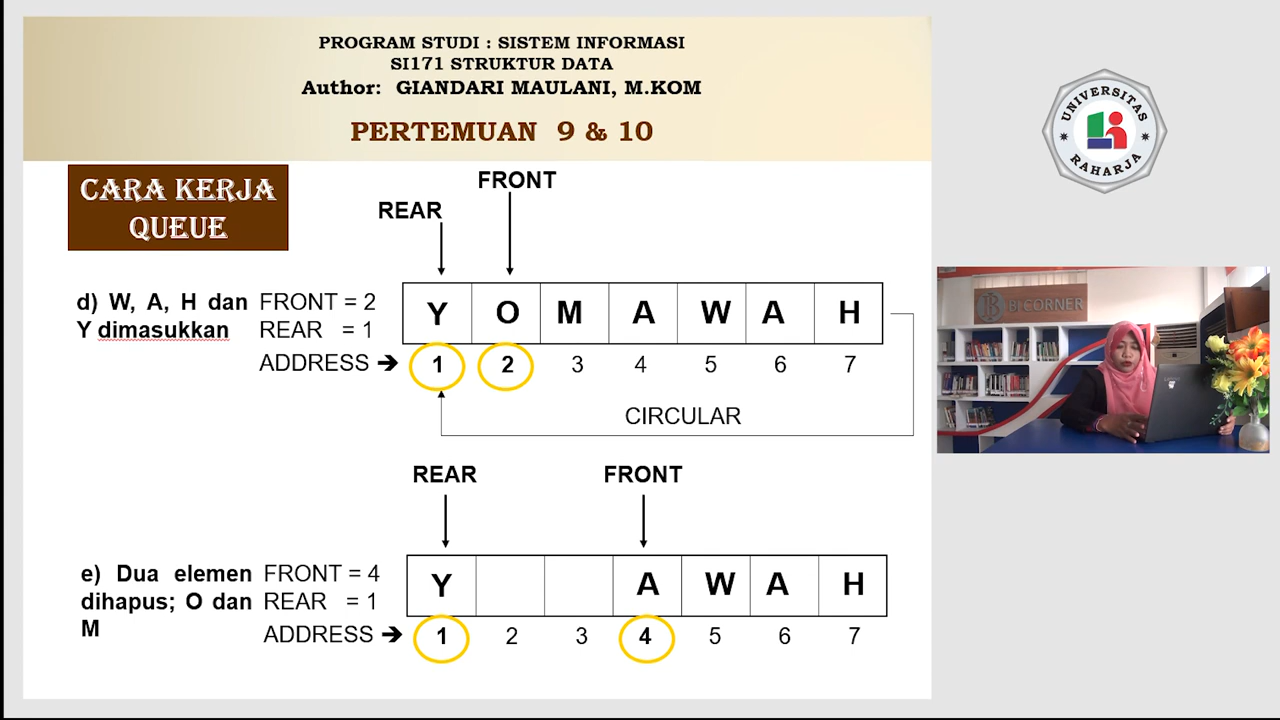 PROGRAM STUDI : SISTEM INFORMASI
SI171 STRUKTUR DATA
Author: GIANDARI MAULANI, M.KOM
PERTEMUAN 9 & 10
UNIVERSITAS
RAHARJA
CARA KERJA
QUEUE
FRONT
REAR
d) W, A, H dan
Y dimasukkan
FRONT = 2
REAR = 1
ADDRESS ➔
Y O M A W A H
1 2 3 4 5 6 7
CIRCULAR
BI CORNER
REAR FRONT
e) Dua elemen
dihapus; O dan
M
FRONT = 4
REAR = 1
ADDRESS ➔
Y A W A H
1 2 3 4 5 6 7